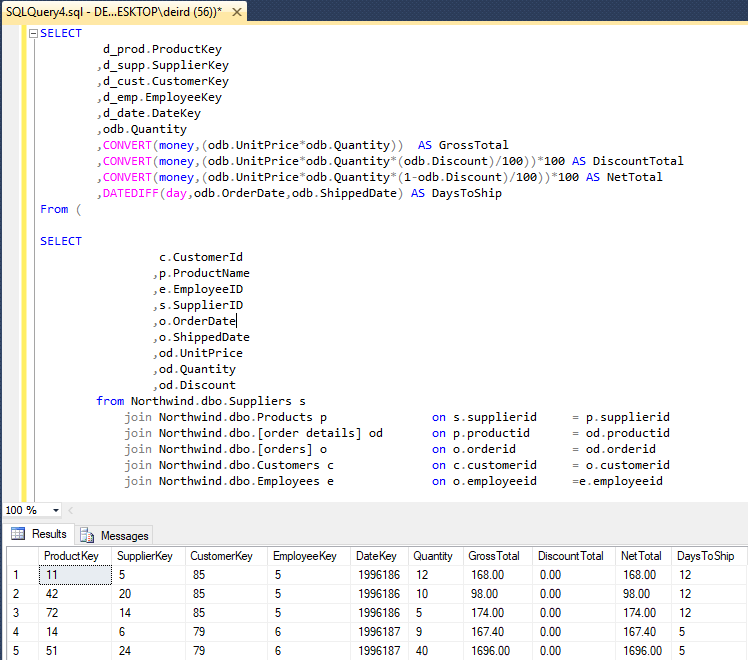 SQLQuery4.sql - DE...ESKTOP\deird (56))* ✕
SELECT
d_prod.ProductKey
,d_supp.SupplierKey
,d_cust.CustomerKey
,d_emp.EmployeeKey
,d_date.DateKey
,odb.Quantity
,CONVERT(money,(odb.UnitPrice*odb.Quantity))  AS GrossTotal
,CONVERT(money,(odb.UnitPrice*odb.Quantity*(odb.Discount)/100))*100 AS DiscountTotal
,CONVERT(money,(odb.UnitPrice*odb.Quantity*(1-odb.Discount)/100))*100 AS NetTotal
,DATEDIFF(day,odb.OrderDate,odb.ShippedDate) AS DaysToShip
From (
SELECT
c.CustomerId
,p.ProductName
,e.EmployeeID
,s.SupplierID
,o.OrderDate
,o.ShippedDate
,od.UnitPrice
,od.Quantity
,od.Discount
from Northwind.dbo.Suppliers s
join Northwind.dbo.Products p on s.supplierid = p.supplierid
join Northwind.dbo.[order details] od on p.productid = od.productid
join Northwind.dbo.[orders] o on o.orderid = od.orderid
join Northwind.dbo.Customers c on c.customerid = o.customerid
join Northwind.dbo.Employees e on o.employeeid =e.employeeid
100 %
Results Messages
ProductKey SupplierKey CustomerKey EmployeeKey DateKey Quantity GrossTotal DiscountTotal NetTotal DaysToShip
1 11 5 85 5 1996186 12 168.00 0.00 168.00 12
2 42 20 85 5 1996186 10 98.00 0.00 98.00 12
3 72 14 85 5 1996186 5 174.00 0.00 174.00 12
4 14 6 79 6 1996187 9 167.40 0.00 167.40 5
5 51 24 79 6 1996187 40 1696.00 0.00 1696.00 5